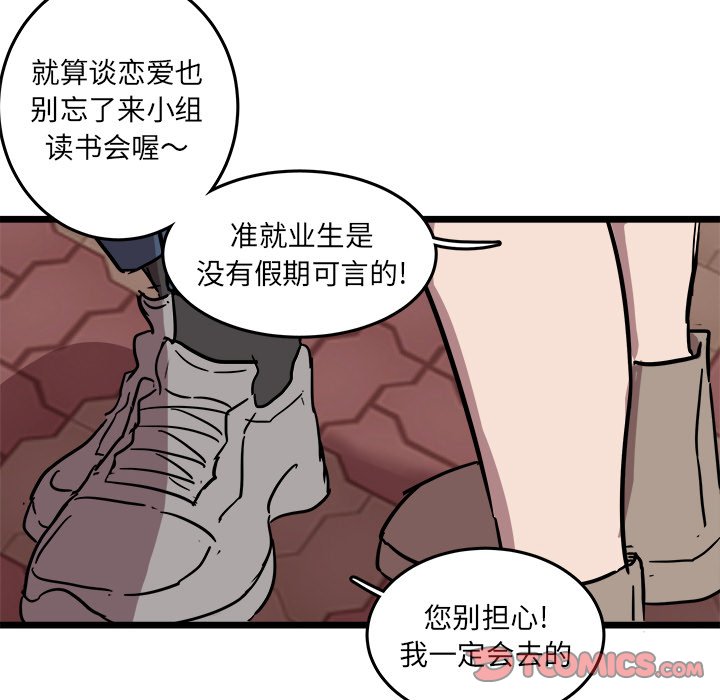 就算谈恋爱也
别忘了来小组
读书会喔～
准就业生是
没有假期可言的!
您别担心!
我一定会去的
TCOMICS.COM